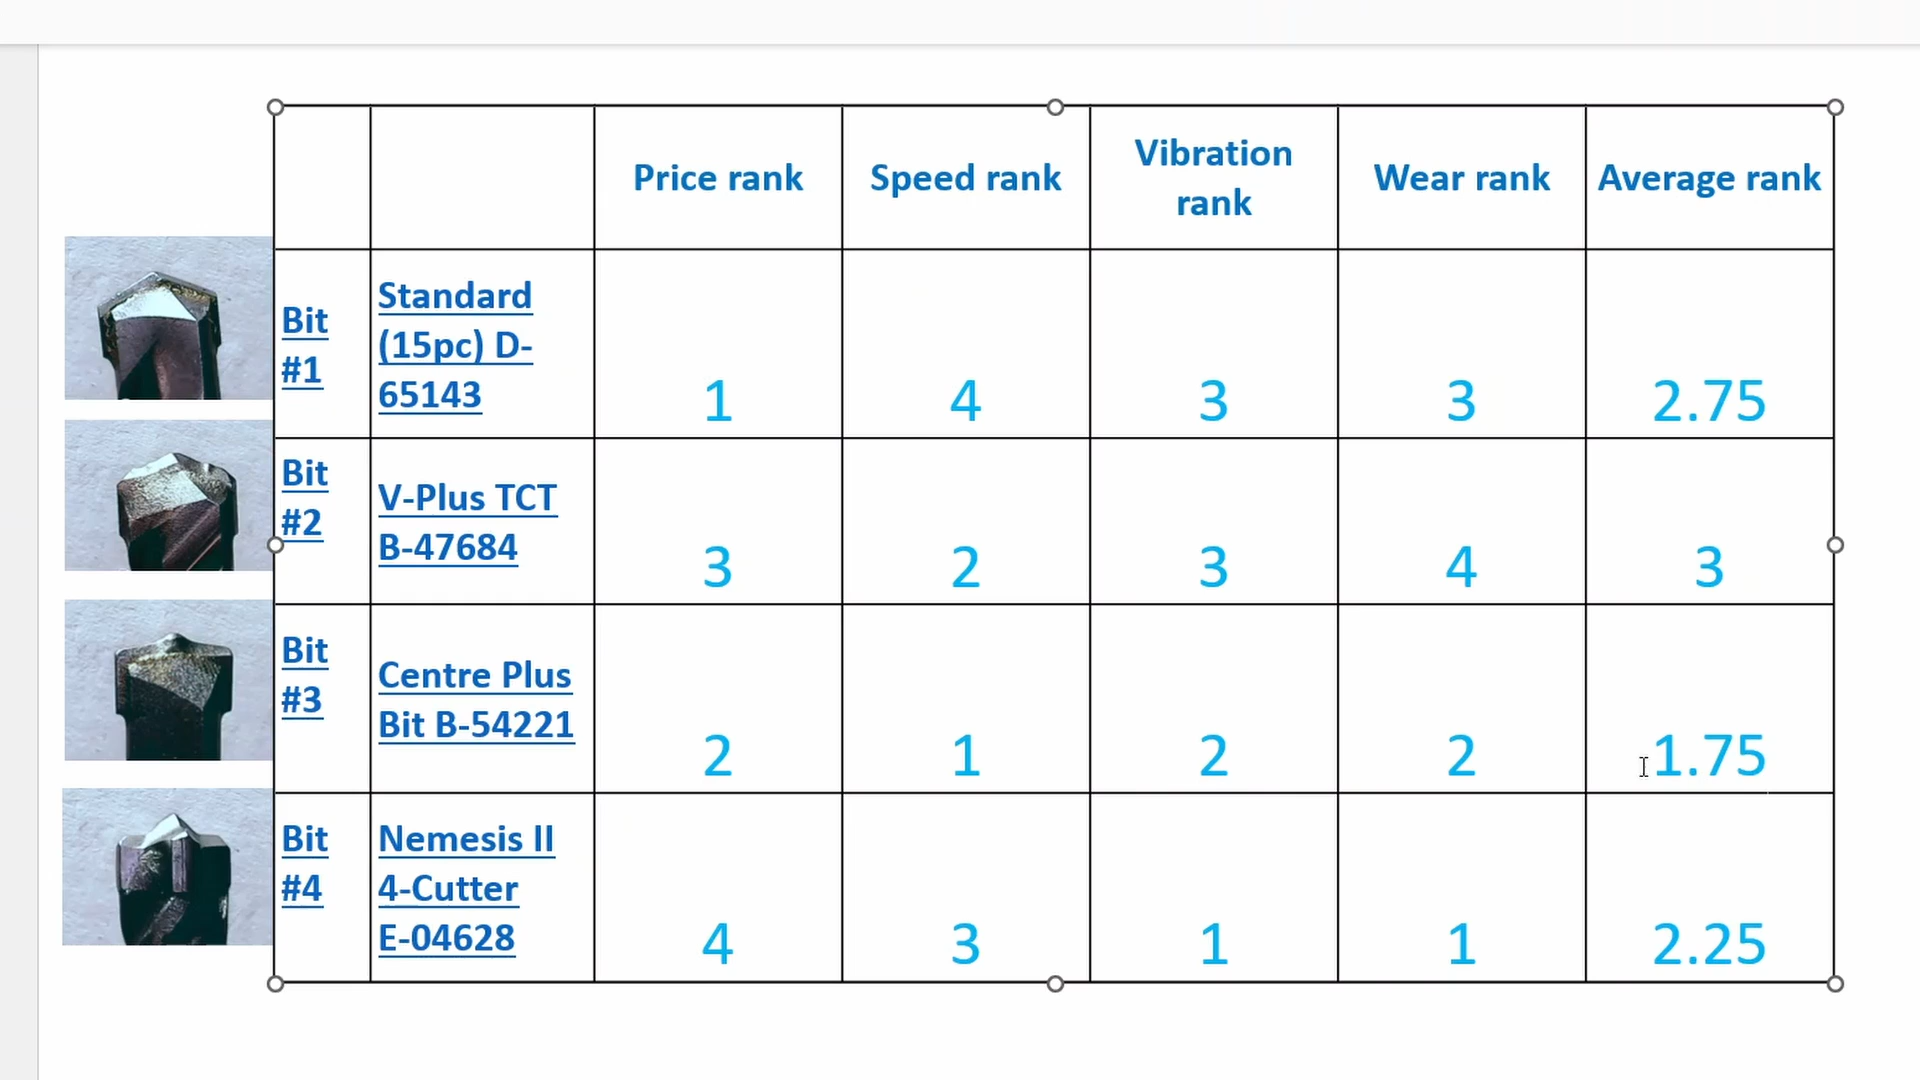 Price rank
Speed rank
Vibration
rank
Wear rank
Average rank
Bit
#1
Standard
(15pc) D-
65143
1
4
3
3
2.75
Bit
#2
V-Plus TCT
B-47684
3
2
3
4
3
Bit
#3
Centre Plus
Bit B-54221
2
1
2
2
1.75
Bit
#4
Nemesis II
4-Cutter
E-04628
4
3
1
1
2.25